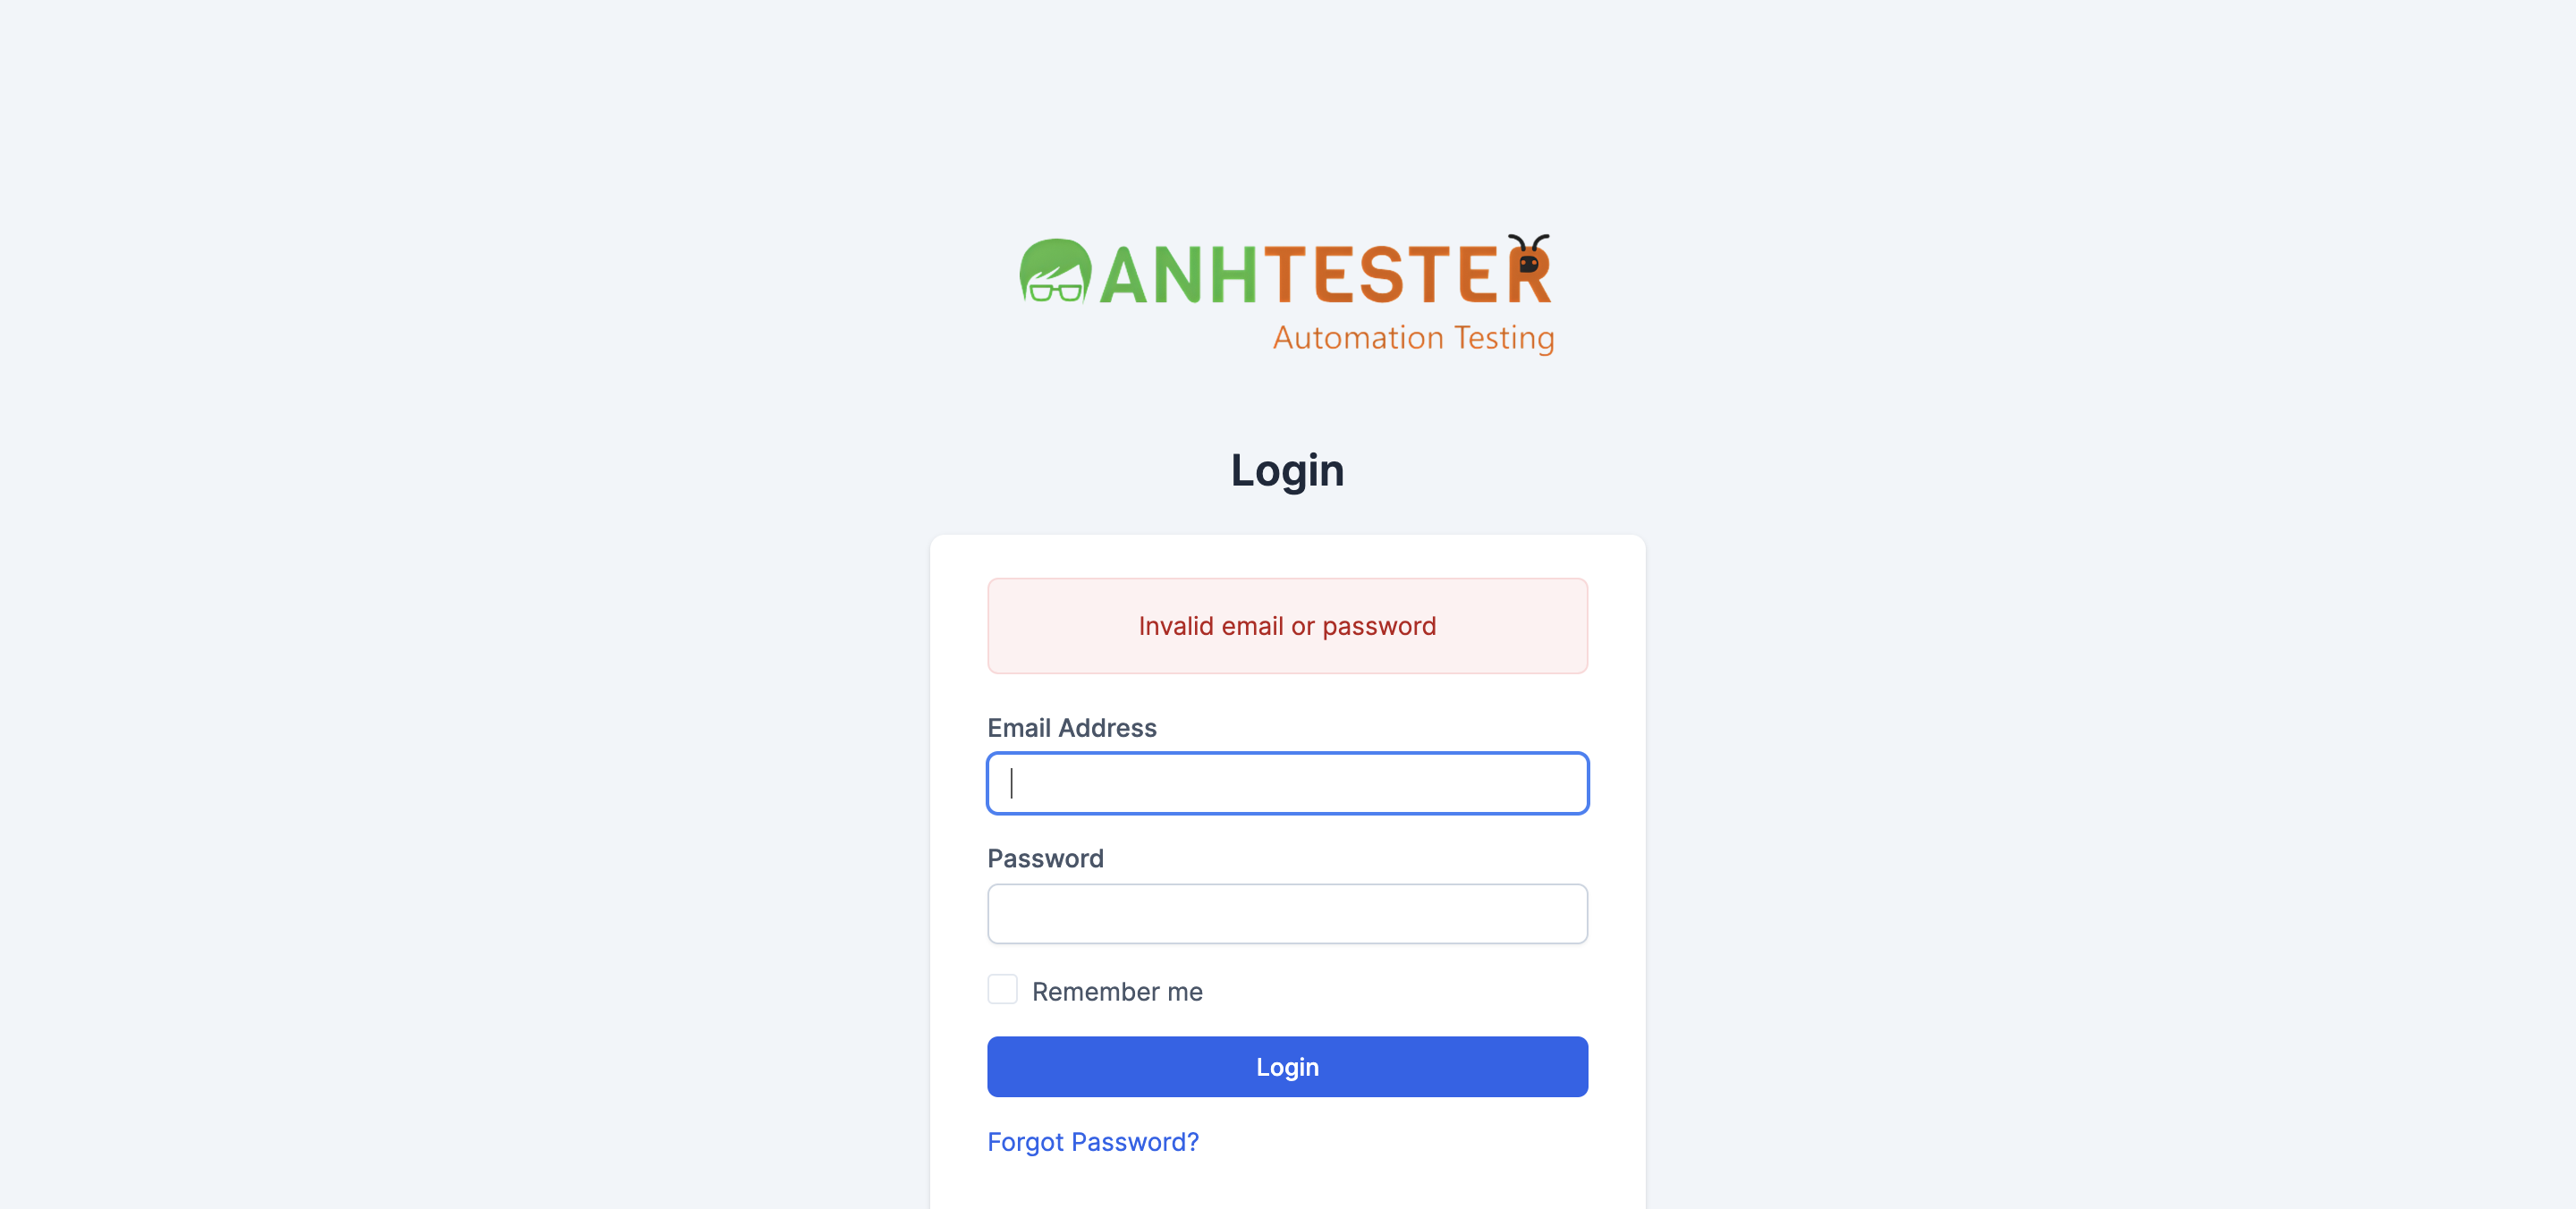 ANHTESTER
Automation Testing
Login
Invalid email or password
Email Address
Password
Remember me
Login
Forgot Password?